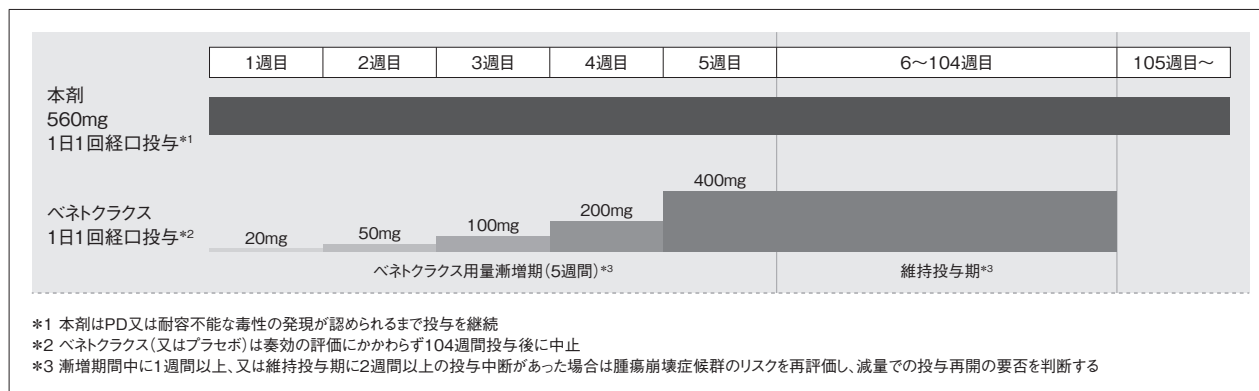 1週目 2週目 3週目 4週目 5週目 6～104週目 105週目～
本剤
560mg
1日1回経口投与*1
400mg
200mg
100mg
50mg
20mg
ベネトクラクス
1日1回経口投与*2
ベネトクラクス用量漸増期（5週間）*3 維持投与期*3
*1 本剤はPD又は耐容不能な毒性の発現が認められるまで投与を継続
*2 ベネトクラクス（又はプラセボ）は奏効の評価にかかわらず104週間投与後に中止
*3 漸増期間中に1週間以上、又は維持投与期に2週間以上の投与中断があった場合は腫瘍崩壊症候群のリスクを再評価し、減量での投与再開の要否を判断する